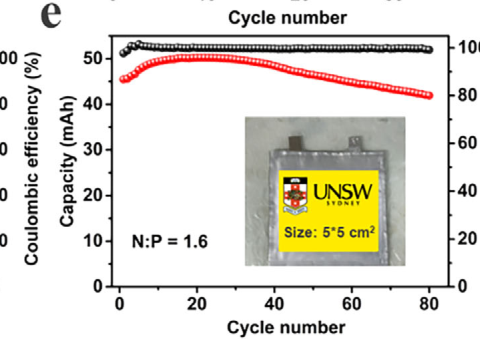 Cycle number
e
50
40
30
20
10
0
100
80
60
40
20
0
Coulombic efficiency (%)
Capacity (mAh)
UNSW
SYDNEY
Size: 5*5 cm²
N:P = 1.6
0 20 40 60 80
Cycle number